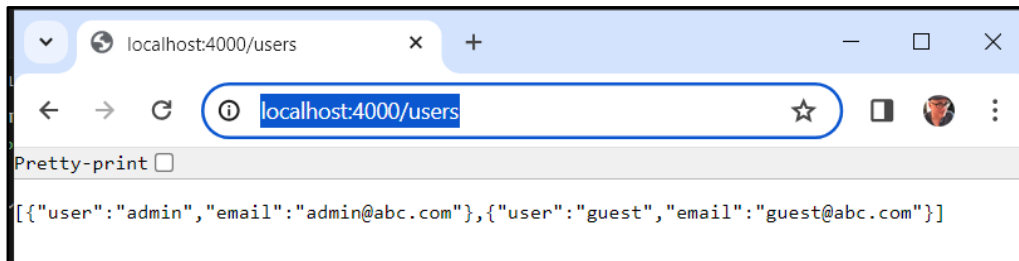 localhost:4000/users
localhost:4000/users
Pretty-print
[{"user":"admin","email":"admin@abc.com"},{"user":"guest","email":"guest@abc.com"}]